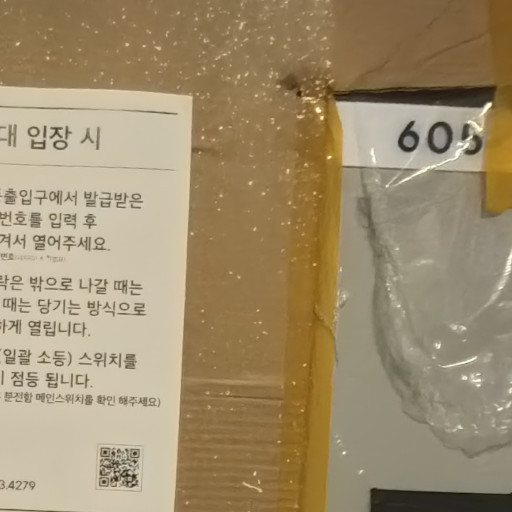 대 입장 시
출입구에서 발급받은
번호를 입력 후
겨서 열어주세요.
락은 밖으로 나갈 때는
때는 당기는 방식으로
하게 열립니다.
(일괄 소등) 스위치를
점등 됩니다.
분전함 메인스위치를 확인 해주세요)
3.4279
605